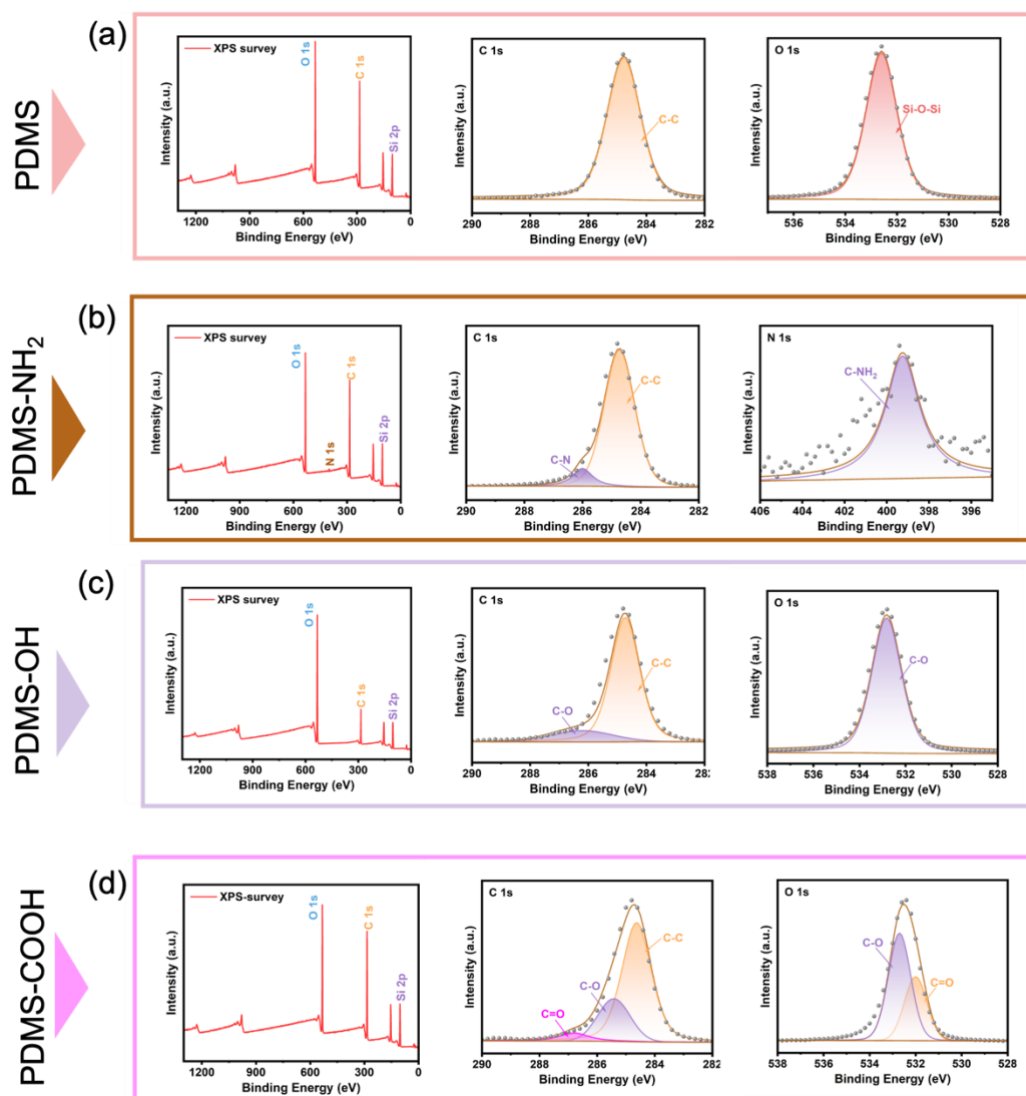 (a)
PDMS
XPS survey
O 1s
C 1s
Si 2p
Intensity (a.u.)
1200 900 600 300 0
Binding Energy (eV)
C 1s
C-C
Intensity (a.u.)
290 288 286 284 282
Binding Energy (eV)
O 1s
Si-O-Si
Intensity (a.u.)
536 534 532 530 528
Binding Energy (eV)
(b)
PDMS-NH₂
XPS survey
O 1s
N 1s
C 1s
Si 2p
Intensity (a.u.)
1200 900 600 300 0
Binding Energy (eV)
C 1s
C-C
C-N
Intensity (a.u.)
290 288 286 284 282
Binding Energy (eV)
N 1s
C-NH₂
Intensity (a.u.)
406 404 402 400 398 396
Binding Energy (eV)
(c)
PDMS-OH
XPS survey
O 1s
C 1s
Si 2p
Intensity (a.u.)
1200 900 600 300 0
Binding Energy (eV)
C 1s
C-C
C-O
Intensity (a.u.)
290 288 286 284 28
Binding Energy (eV)
O 1s
C-O
Intensity (a.u.)
538 536 534 532 530 528
Binding Energy (eV)
(d)
PDMS-COOH
XPS-survey
O 1s
C 1s
Si 2p
Intensity (a.u.)
1200 900 600 300 0
Binding Energy (eV)
C 1s
C-C
C-O
C=O
Intensity (a.u.)
290 288 286 284 282
Binding Energy (eV)
O 1s
C-O
C=O
Intensity (a.u.)
538 536 534 532 530 528
Binding Energy (eV)